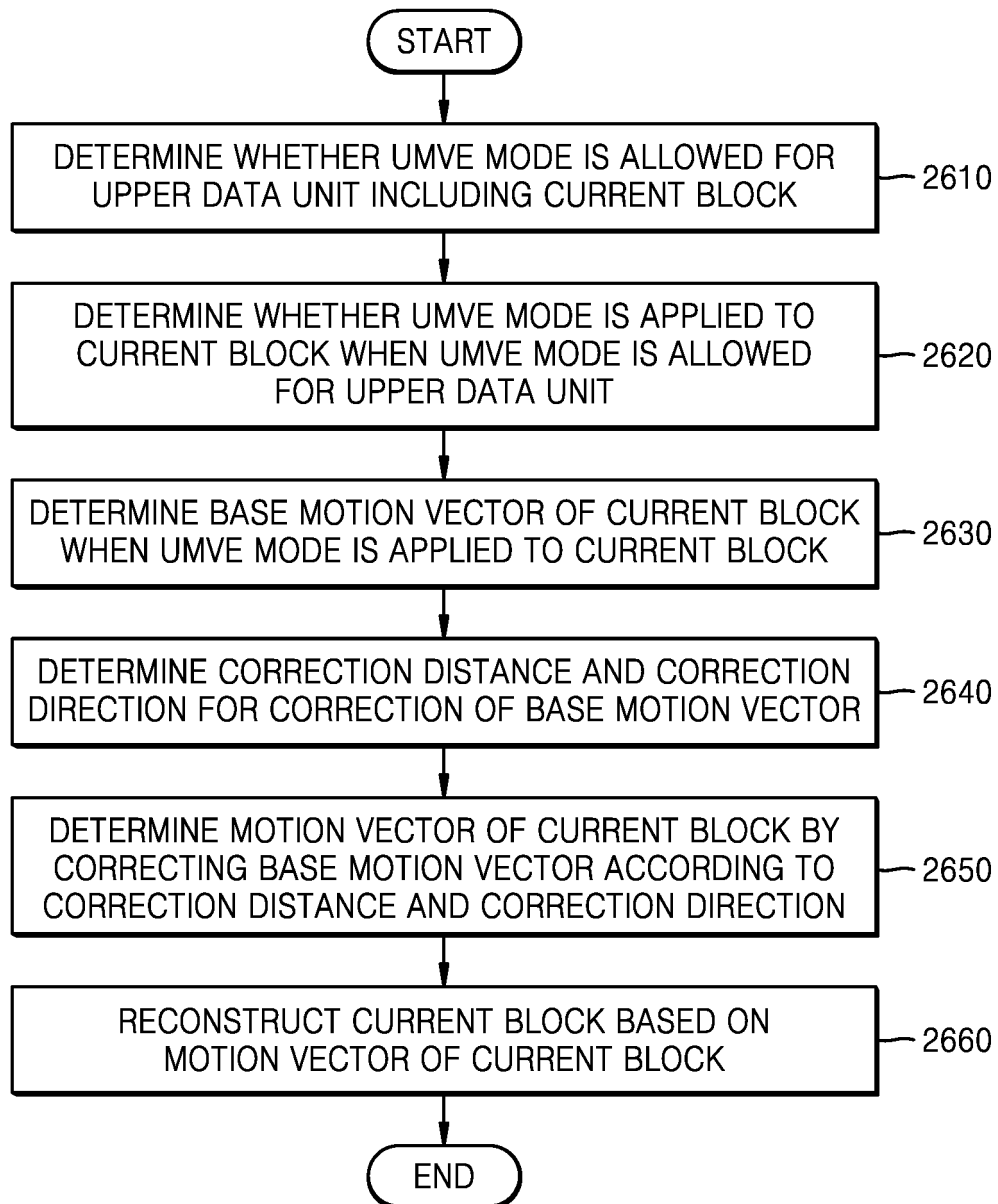 START
DETERMINE WHETHER UMVE MODE IS ALLOWED FOR
UPPER DATA UNIT INCLUDING CURRENT BLOCK
2610
DETERMINE WHETHER UMVE MODE IS APPLIED TO
CURRENT BLOCK WHEN UMVE MODE IS ALLOWED
FOR UPPER DATA UNIT
2620
DETERMINE BASE MOTION VECTOR OF CURRENT BLOCK
WHEN UMVE MODE IS APPLIED TO CURRENT BLOCK
2630
DETERMINE CORRECTION DISTANCE AND CORRECTION
DIRECTION FOR CORRECTION OF BASE MOTION VECTOR
2640
DETERMINE MOTION VECTOR OF CURRENT BLOCK BY
CORRECTING BASE MOTION VECTOR ACCORDING TO
CORRECTION DISTANCE AND CORRECTION DIRECTION
2650
RECONSTRUCT CURRENT BLOCK BASED ON
MOTION VECTOR OF CURRENT BLOCK
2660
END